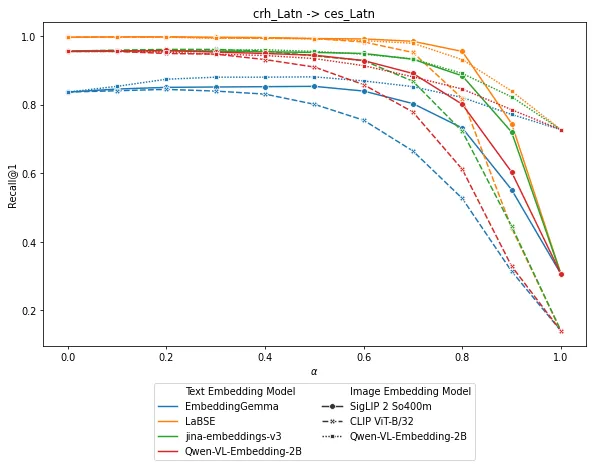 crh_Latn -> ces_Latn
Recall@1
1.0
0.8
0.6
0.4
0.2
0.0
0.2
0.4
0.6
0.8
1.0
α
Text Embedding Model
EmbeddingGemma
LaBSE
jina-embeddings-v3
Qwen-VL-Embedding-2B
Image Embedding Model
SigLIP 2 So400m
CLIP ViT-B/32
Qwen-VL-Embedding-2B